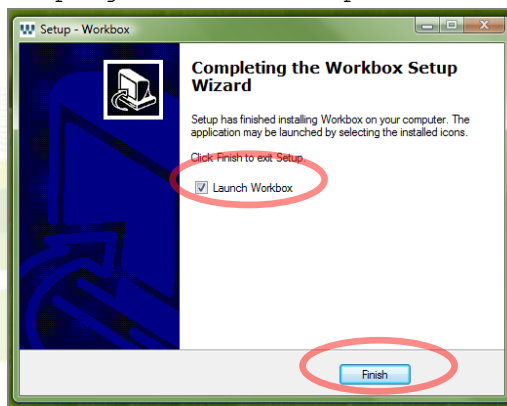 Setup - Workbox
Completing the Workbox Setup
Wizard
Setup has finished installing Workbox on your computer. The
application may be launched by selecting the installed icons.
Click Finish to exit Setup.
Launch Workbox
Finish